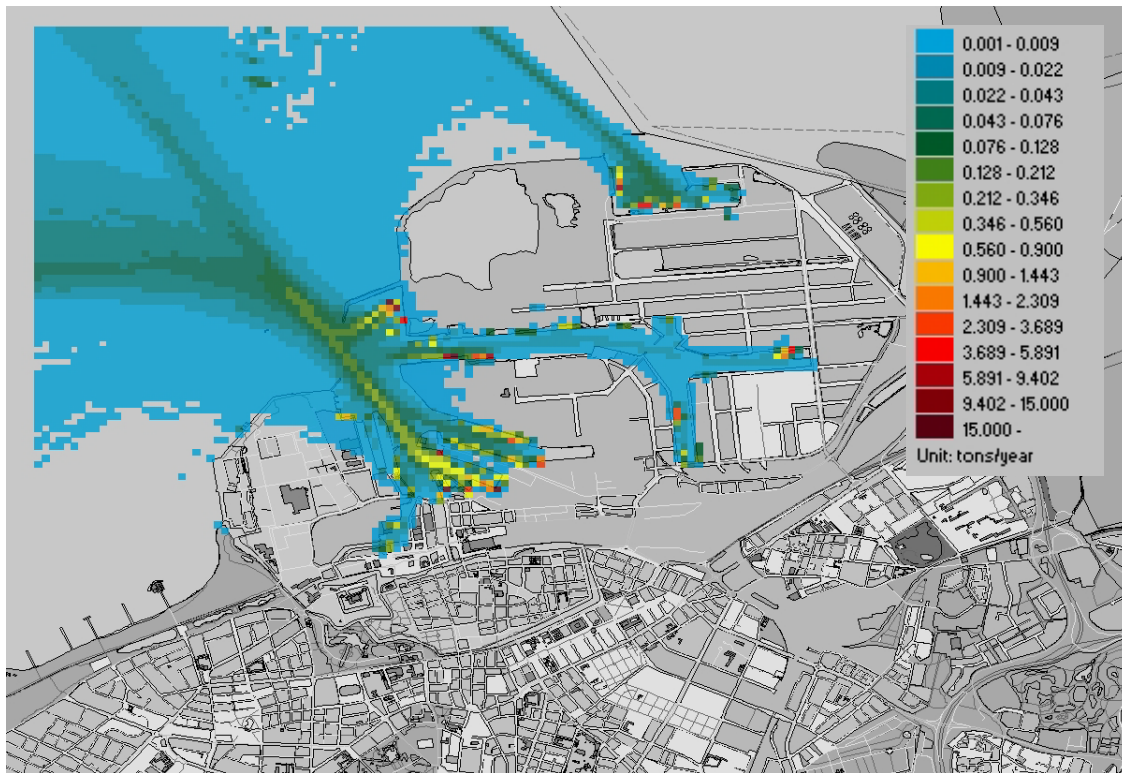 0.001 - 0.009
0.009 - 0.022
0.022 - 0.043
0.043 - 0.076
0.076 - 0.128
0.128 - 0.212
0.212 - 0.346
0.346 - 0.560
0.560 - 0.900
0.900 - 1.443
1.443 - 2.309
2.309 - 3.689
3.689 - 5.891
5.891 - 9.402
9.402 - 15.000
15.000 -
Unit: tons/year